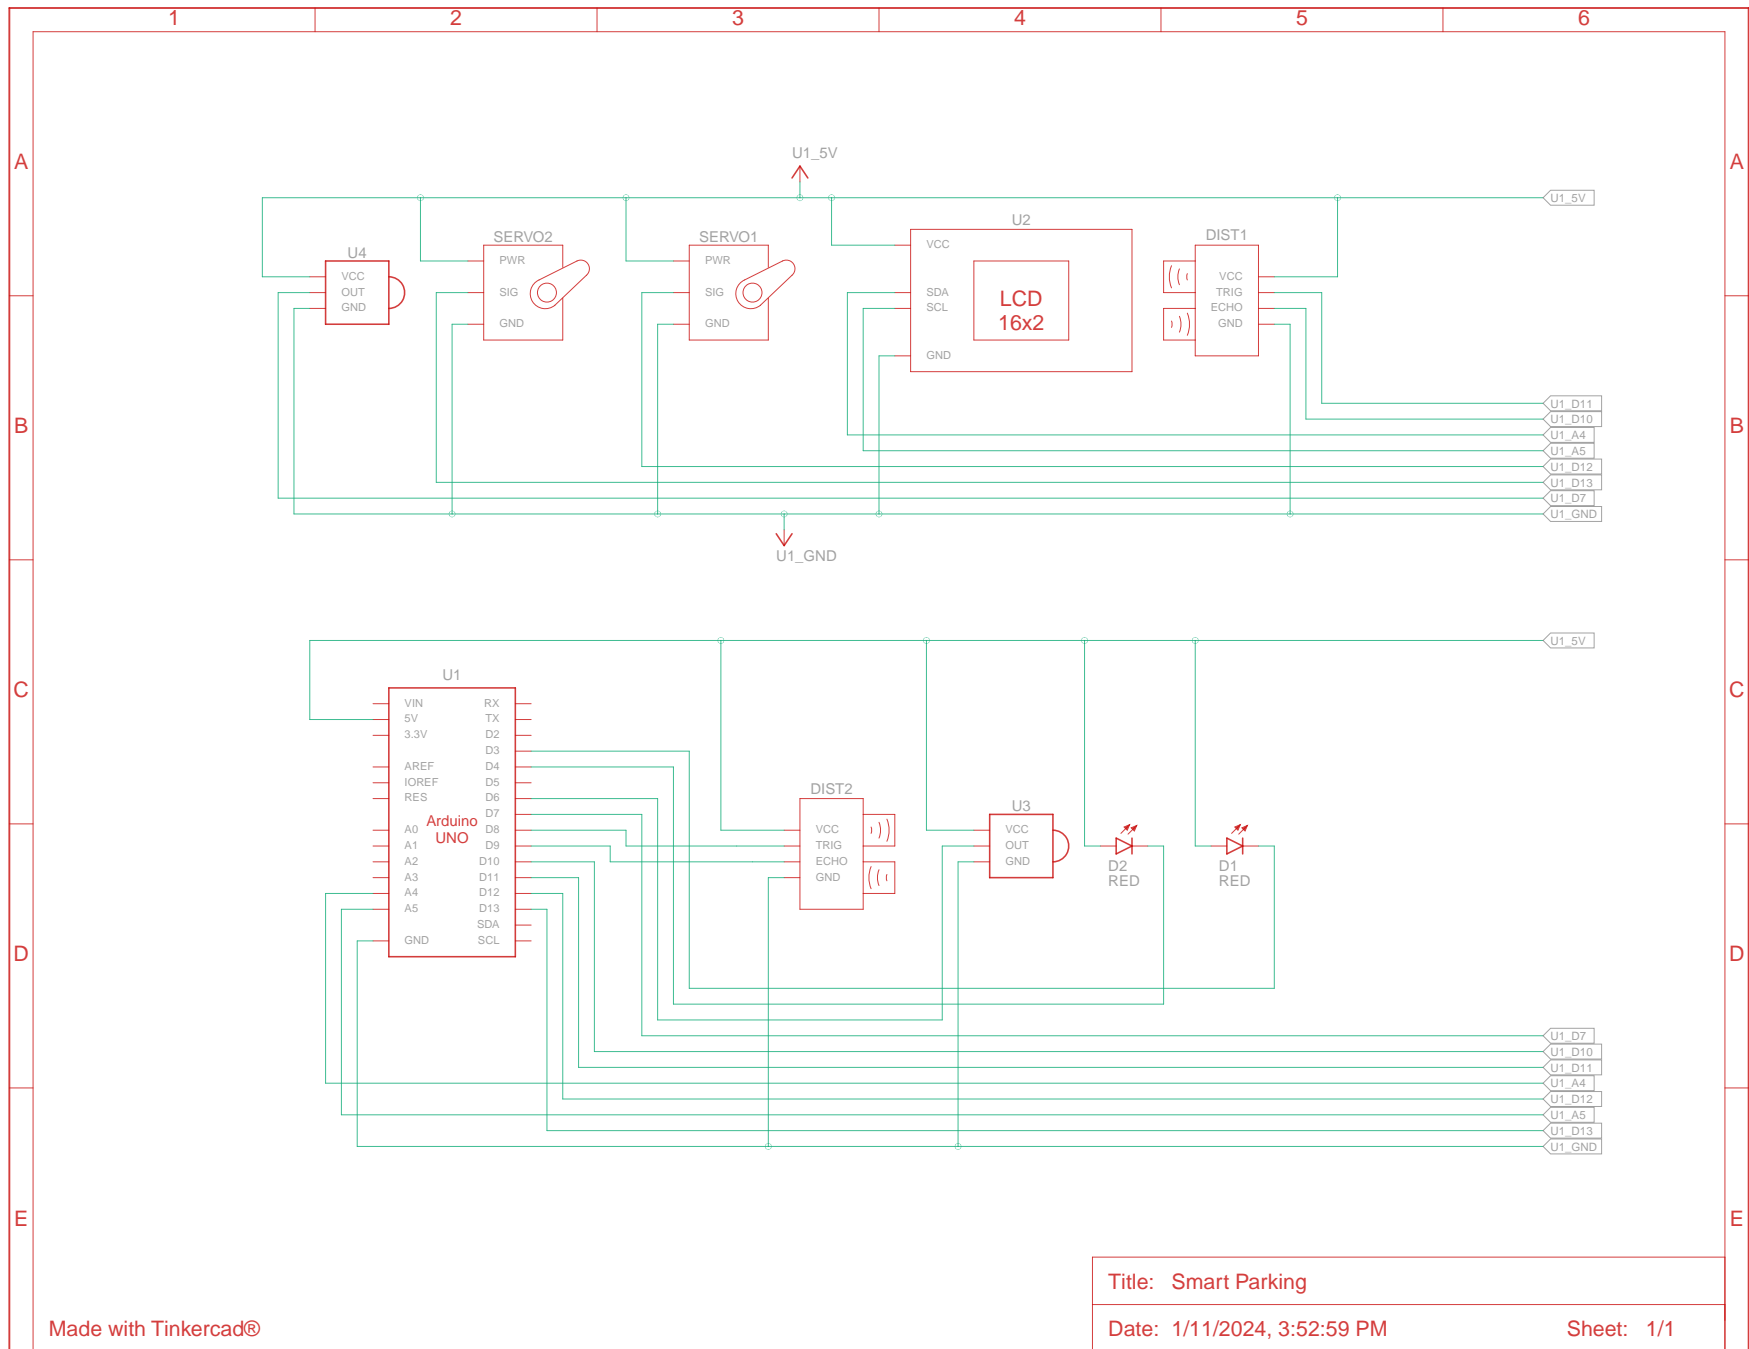 1 2 3 4 5 6
A A
U1_5V
U1_5V
U4
VCC
OUT
GND
SERVO2
PWR
SIG
GND
SERVO1
PWR
SIG
GND
U2
VCC
SDA
SCL
GND
LCD
16x2
DIST1
VCC
TRIG
ECHO
GND
B B
U1_D11
U1_D10
U1_A4
U1_A5
U1_D12
U1_D13
U1_D7
U1_GND
U1_GND
U1_5V
C C
U1
VIN RX
5V TX
3.3V D2
D3
AREF D4
IOREF D5
RES D6
D7
Arduino
UNO
A0 D8
A1 D9
A2 D10
A3 D11
A4 D12
A5 D13
SDA
GND SCL
DIST2
VCC
TRIG
ECHO
GND
U3
VCC
OUT
GND
D2
RED
D1
RED
D D
U1_D7
U1_D10
U1_D11
U1_A4
U1_D12
U1_A5
U1_D13
U1_GND
E E
Title: Smart Parking
Made with Tinkercad®
Date: 1/11/2024, 3:52:59 PM Sheet: 1/1